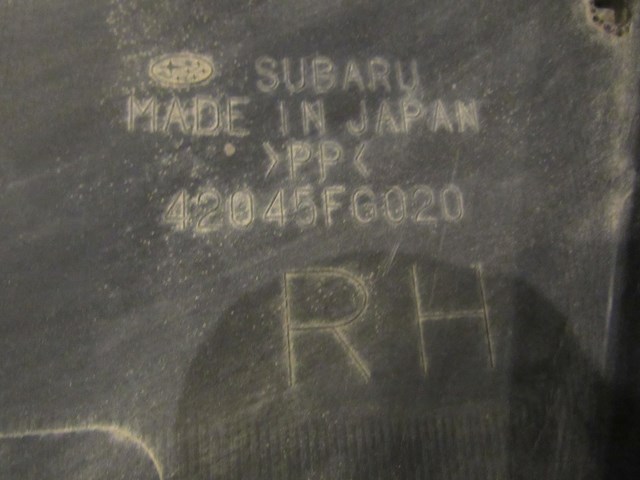 SUBARU
MADE IN JAPAN
>PP<
42045FG020
RH